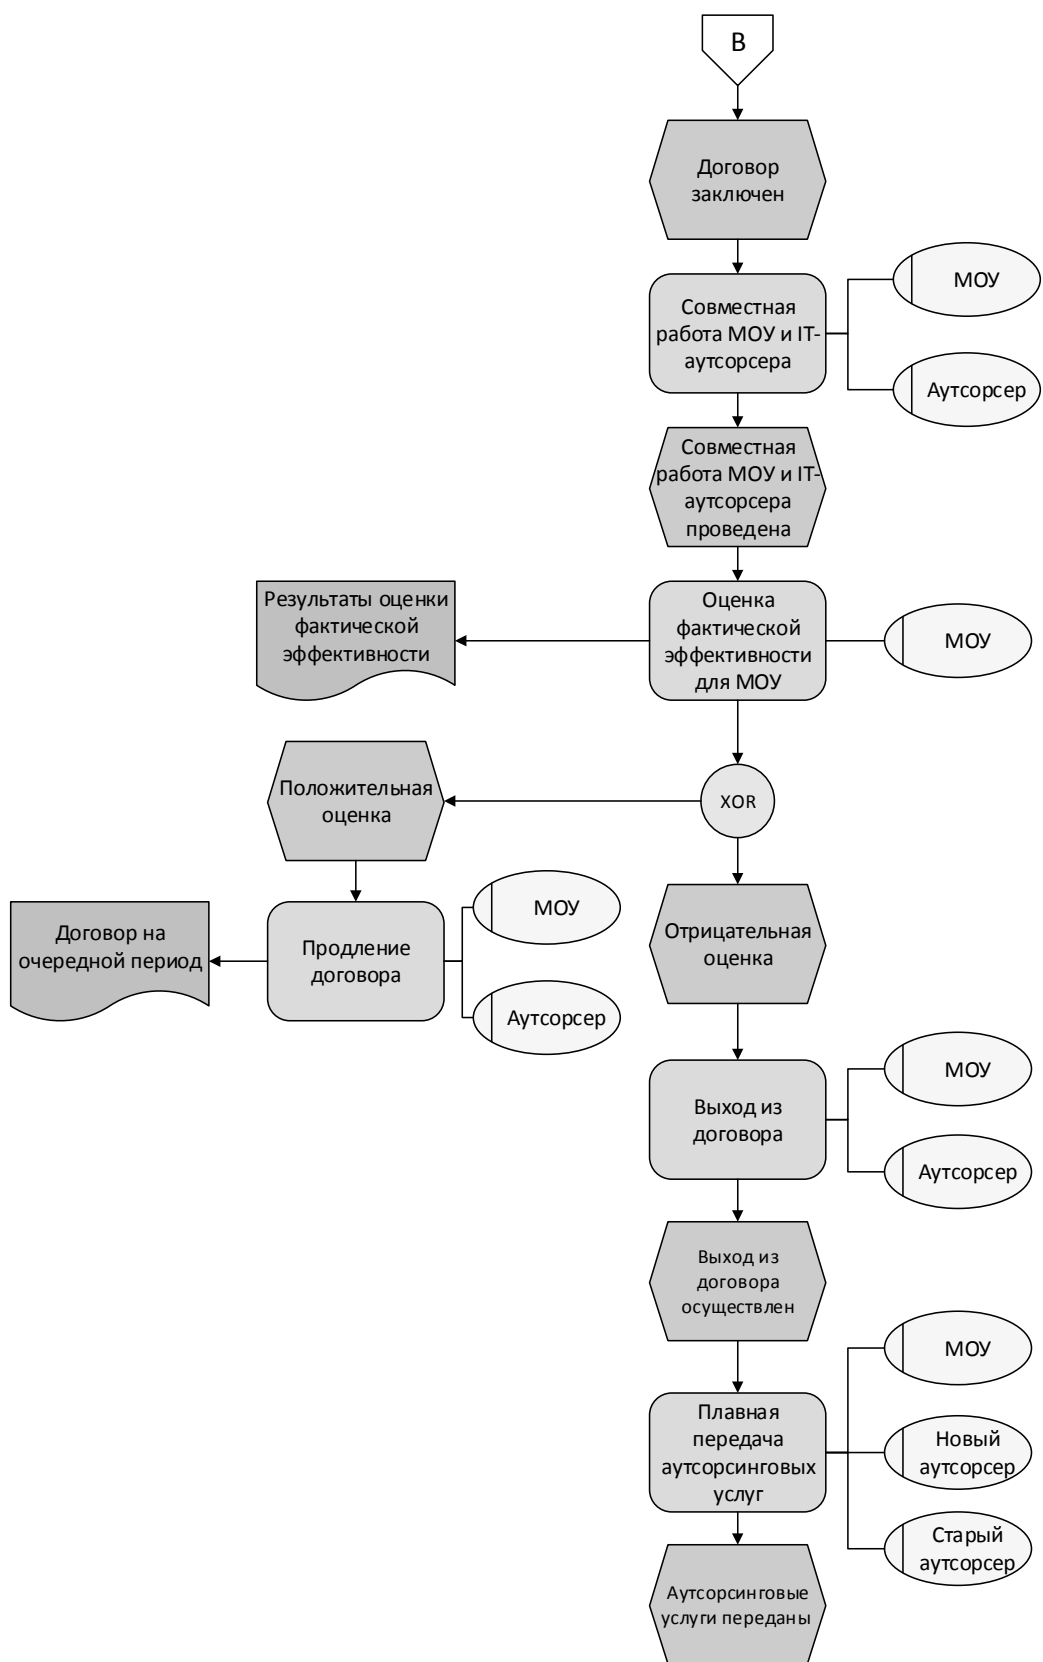 В
Договор
заключен
Совместная
работа МОУ и IT-
аутсорсера
МОУ
Аутсорсер
Совместная
работа МОУ и IT-
аутсорсера
проведена
Результаты оценки
фактической
эффективности
Оценка
фактической
эффективности
для МОУ
МОУ
XOR
Положительная
оценка
Договор на
очередной период
Продление
договора
МОУ
Аутсорсер
Отрицательная
оценка
Выход из
договора
МОУ
Аутсорсер
Выход из
договора
осуществлен
Плавная
передача
аутсорсинговых
услуг
МОУ
Новый
аутсорсер
Старый
аутсорсер
Аутсорсинговые
услуги переданы